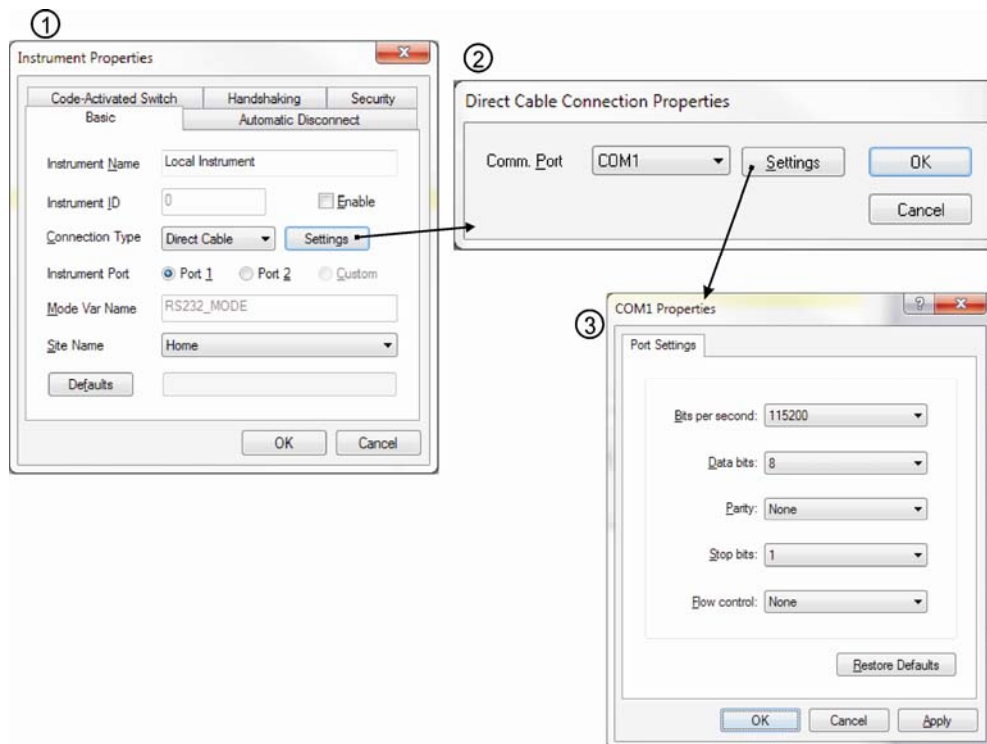 ①
Instrument Properties
Code-Activated Switch Handshaking Security
Basic Automatic Disconnect
Instrument Name Local Instrument
Instrument ID 0 Enable
Connection Type Direct Cable Settings
Instrument Port Port 1 Port 2 Custom
Mode Var Name RS232_MODE
Site Name Home
Defaults
OK Cancel
②
Direct Cable Connection Properties
Comm. Port COM1 Settings OK
Cancel
③
COM1 Properties
Port Settings
Bits per second: 115200
Data bits: 8
Parity: None
Stop bits: 1
Flow control: None
Restore Defaults
OK Cancel Apply